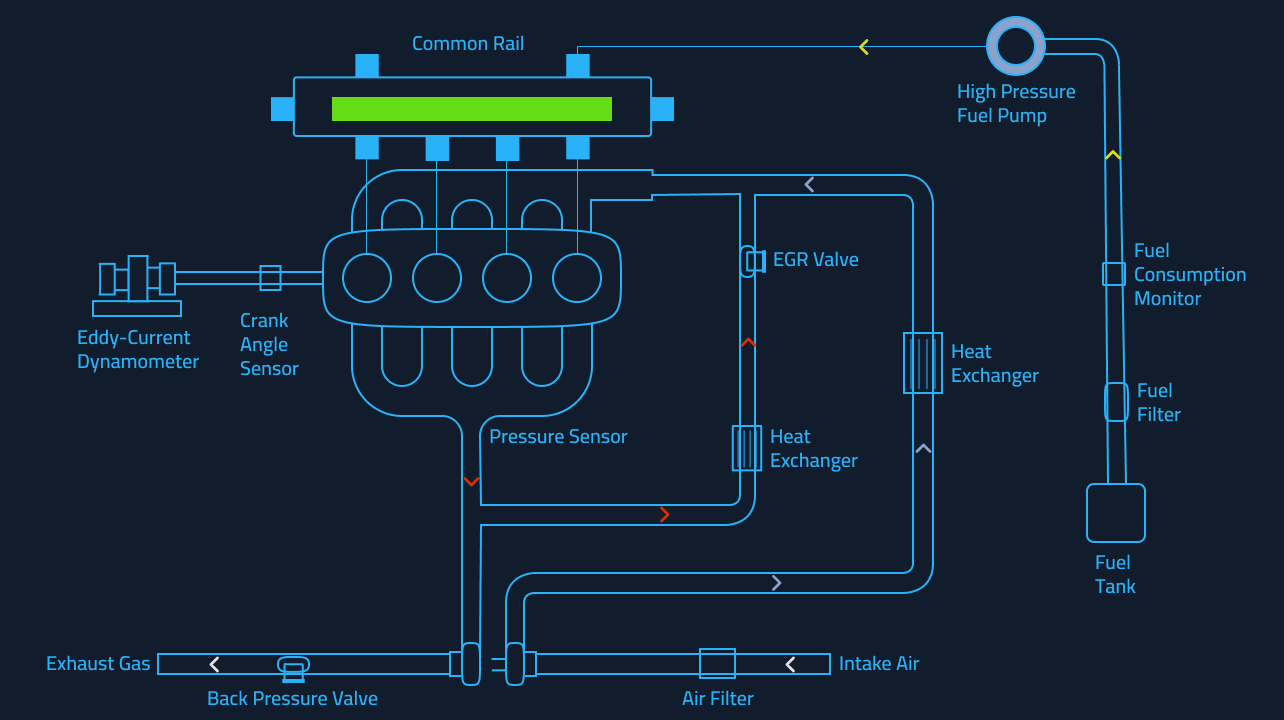 Common Rail
High Pressure
Fuel Pump
EGR Valve
Fuel
Consumption
Monitor
Crank
Angle
Sensor
Eddy-Current
Dynamometer
Heat
Exchanger
Fuel
Filter
Pressure Sensor
Heat
Exchanger
Fuel
Tank
Exhaust Gas
Intake Air
Back Pressure Valve
Air Filter